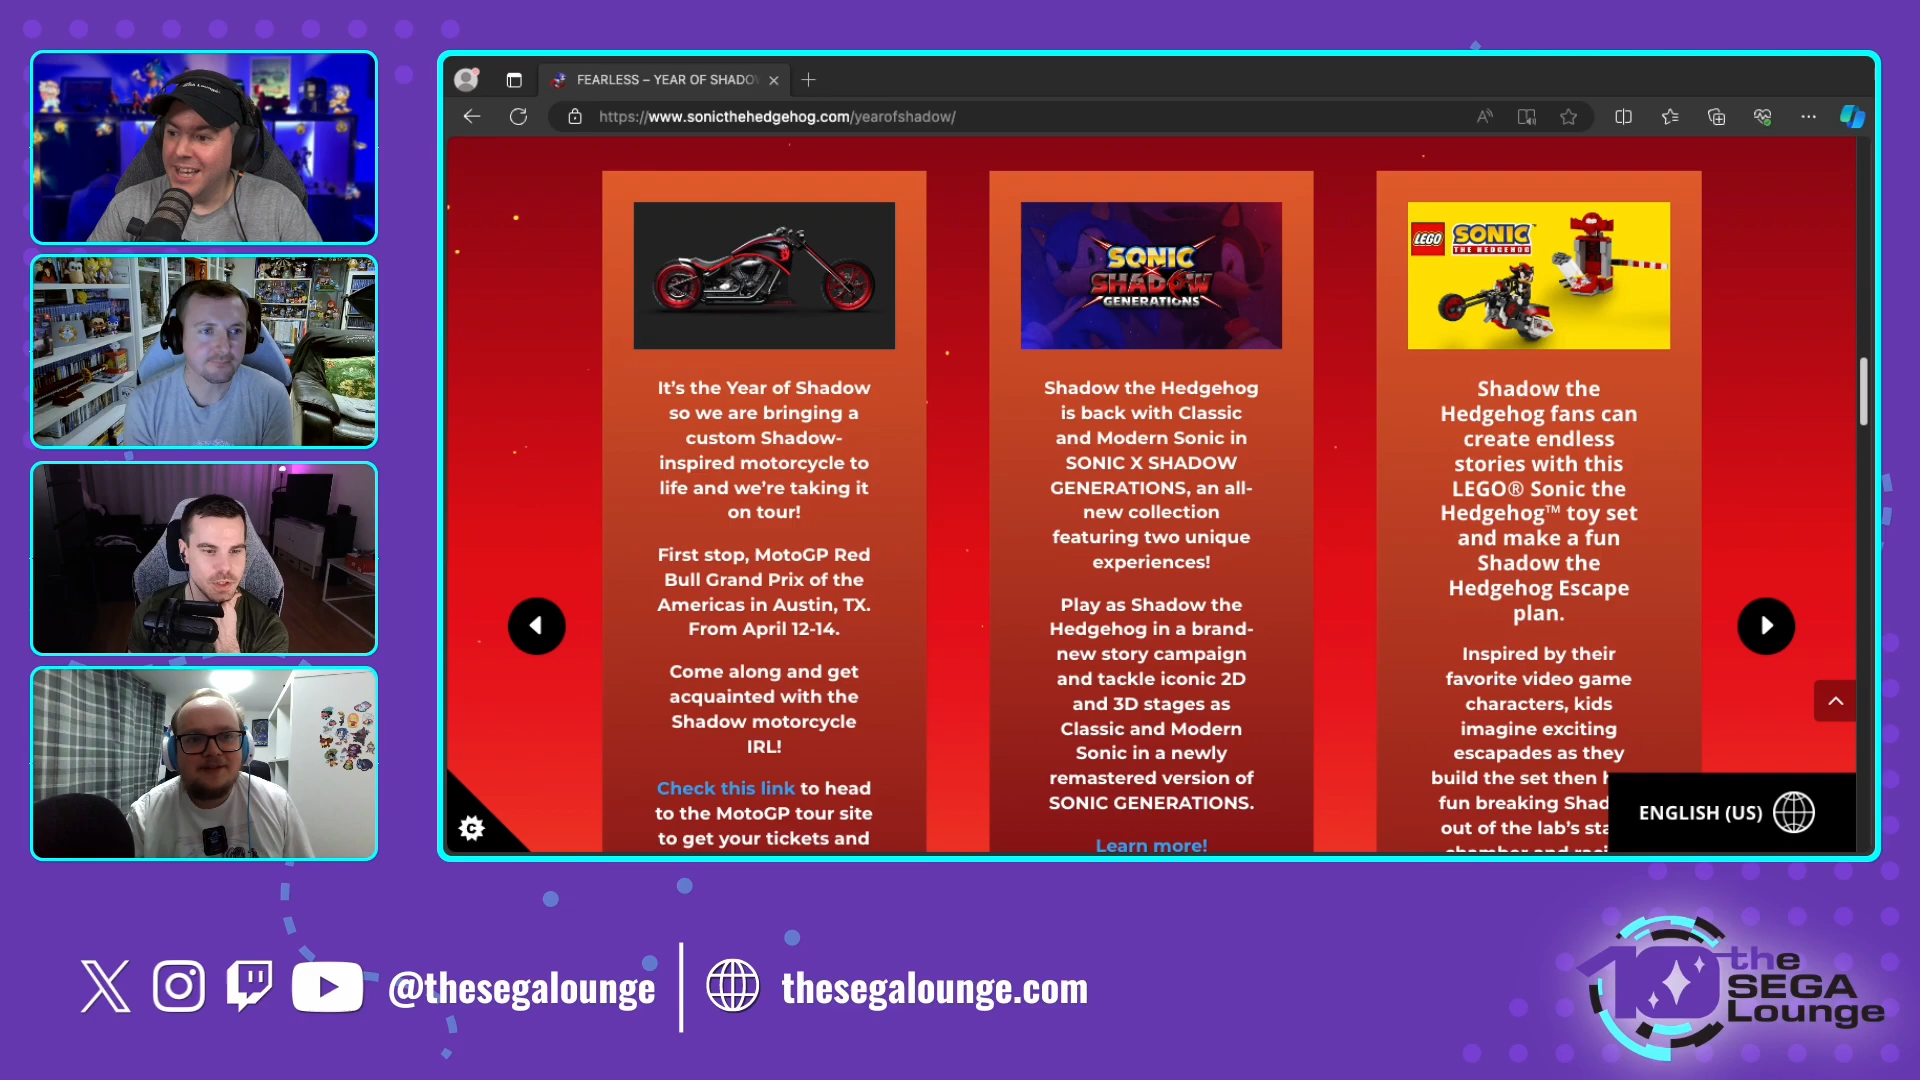 FEARLESS – YEAR OF SHADO
https://www.sonicthehedgehog.com/yearofshadow/
It's the Year of Shadow
so we are bringing a
custom Shadow-
inspired motorcycle to
life and we're taking it
on tour!
First stop, MotoGP Red
Bull Grand Prix of the
Americas in Austin, TX.
From April 12-14.
Come along and get
acquainted with the
Shadow motorcycle
IRL!
Check this link to head
to the MotoGP tour site
to get your tickets and
SONIC
X
SHADOW
GENERATIONS
Shadow the Hedgehog
is back with Classic
and Modern Sonic in
SONIC X SHADOW
GENERATIONS, an all-
new collection
featuring two unique
experiences!
Play as Shadow the
Hedgehog in a brand-
new story campaign
and tackle iconic 2D
and 3D stages as
Classic and Modern
Sonic in a newly
remastered version of
SONIC GENERATIONS.
Learn more!
LEGO SONIC
THE HEDGEHOG
Shadow the
Hedgehog fans can
create endless
stories with this
LEGO® Sonic the
Hedgehog™ toy set
and make a fun
Shadow the
Hedgehog Escape
plan.
Inspired by their
favorite video game
characters, kids
imagine exciting
escapades as they
build the set then
fun breaking Shad
out of the lab's sta
ENGLISH (US)
@thesegalounge
thesegalounge.com
10 the
SEGA
Lounge